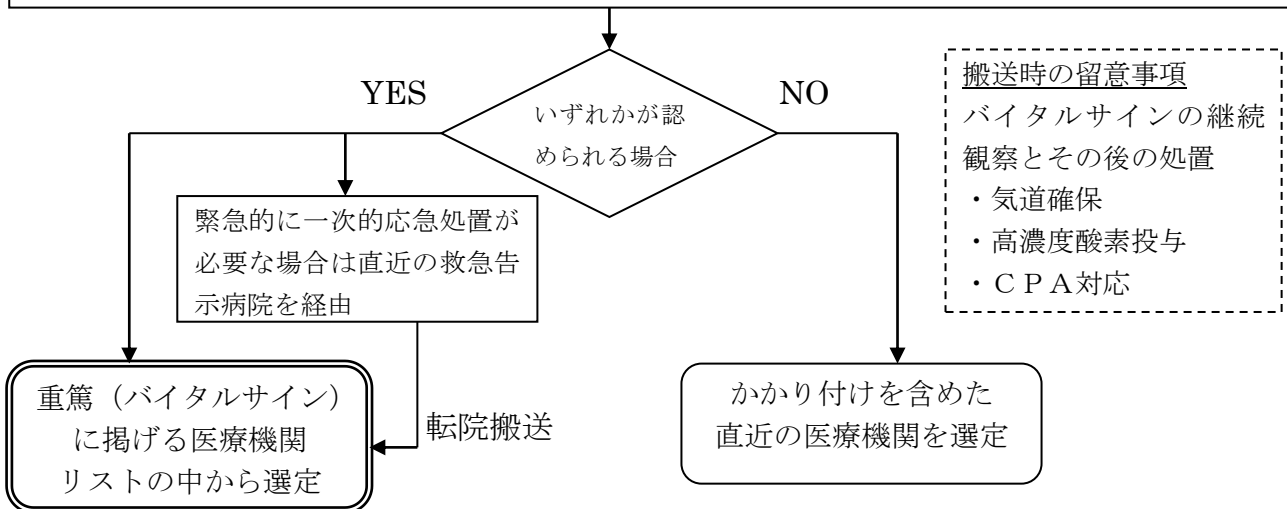 YES
NO
いずれかが認
められる場合
搬送時の留意事項
バイタルサインの継続
観察とその後の処置
・気道確保
・高濃度酸素投与
・ＣＰＡ対応
緊急的に一次的応急処置が
必要な場合は直近の救急告
示病院を経由
重篤（バイタルサイン）
に掲げる医療機関
リストの中から選定
転院搬送
かかり付けを含めた
直近の医療機関を選定